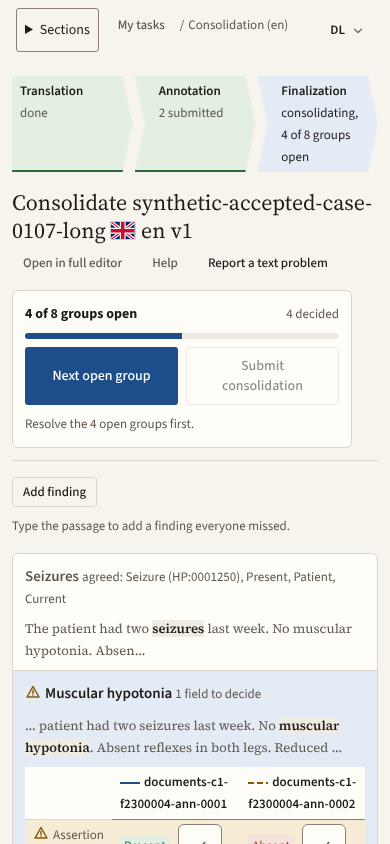 Sections
My tasks / Consolidation (en)
DL
Translation
done
Annotation
2 submitted
Finalization
consolidating,
4 of 8 groups
open
Consolidate synthetic-accepted-case-
0107-long en v1
Open in full editor Help Report a text problem
4 of 8 groups open 4 decided
Next open group
Submit
consolidation
Resolve the 4 open groups first.
Add finding
Type the passage to add a finding everyone missed.
Seizures agreed: Seizure (HP:0001250), Present, Patient,
Current
The patient had two seizures last week. No muscular
hypotonia. Absen...
Muscular hypotonia 1 field to decide
... patient had two seizures last week. No muscular
hypotonia. Absent reflexes in both legs. Reduced ...
documents-c1-
f2300004-ann-0001
documents-c1-
f2300004-ann-0002
Assertion
Present
Absent